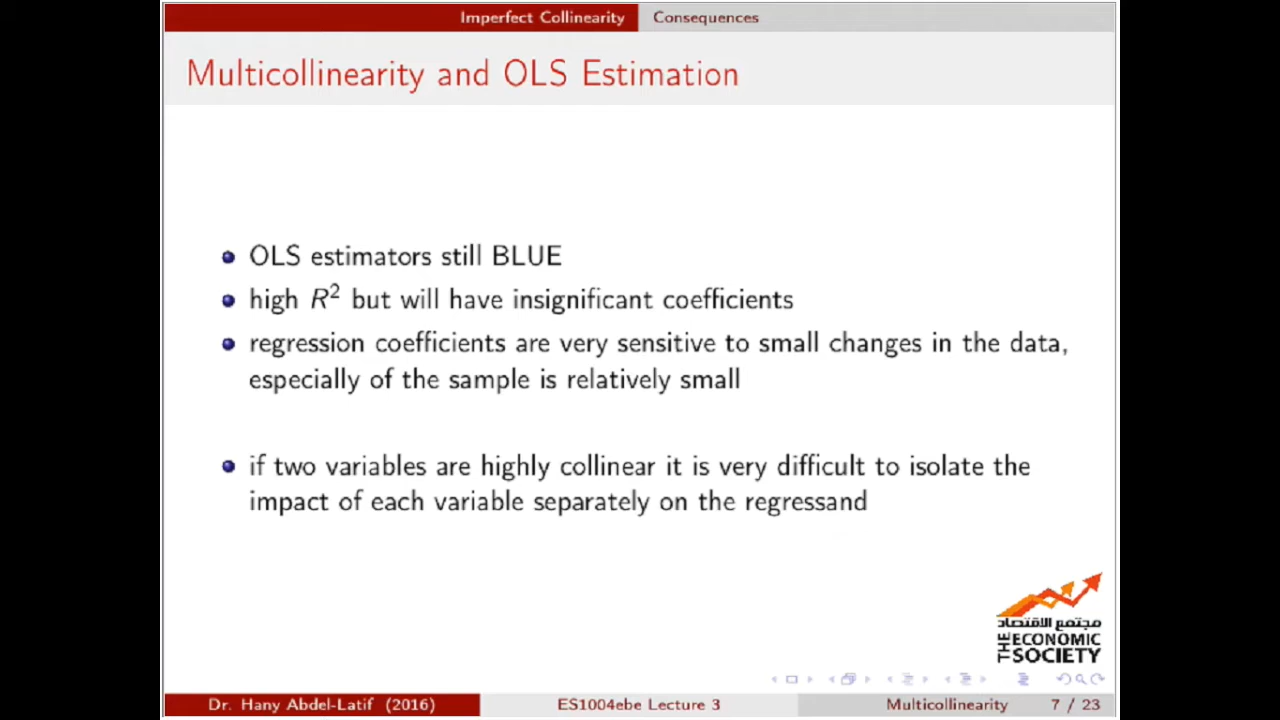 Imperfect Collinearity Consequences
Multicollinearity and OLS Estimation
OLS estimators still BLUE
high R² but will have insignificant coefficients
regression coefficients are very sensitive to small changes in the data,
especially of the sample is relatively small
if two variables are highly collinear it is very difficult to isolate the
impact of each variable separately on the regressand
مجتمع الاقتصاد
THE ECONOMIC
SOCIETY
Dr. Hany Abdel-Latif (2016) ES1004ebe Lecture 3 Multicollinearity 7 / 23